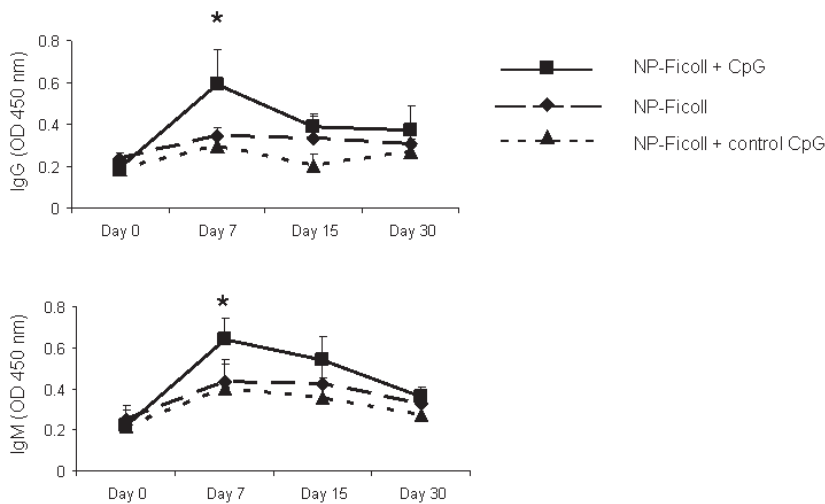 *
0.8
0.6
0.4
0.2
0
IgG (OD 450 nm)
Day 0 Day 7 Day 15 Day 30
NP-Ficoll + CpG
NP-Ficoll
NP-Ficoll + control CpG
*
0.8
0.6
0.4
0.2
0
IgM (OD 450 nm)
Day 0 Day 7 Day 15 Day 30